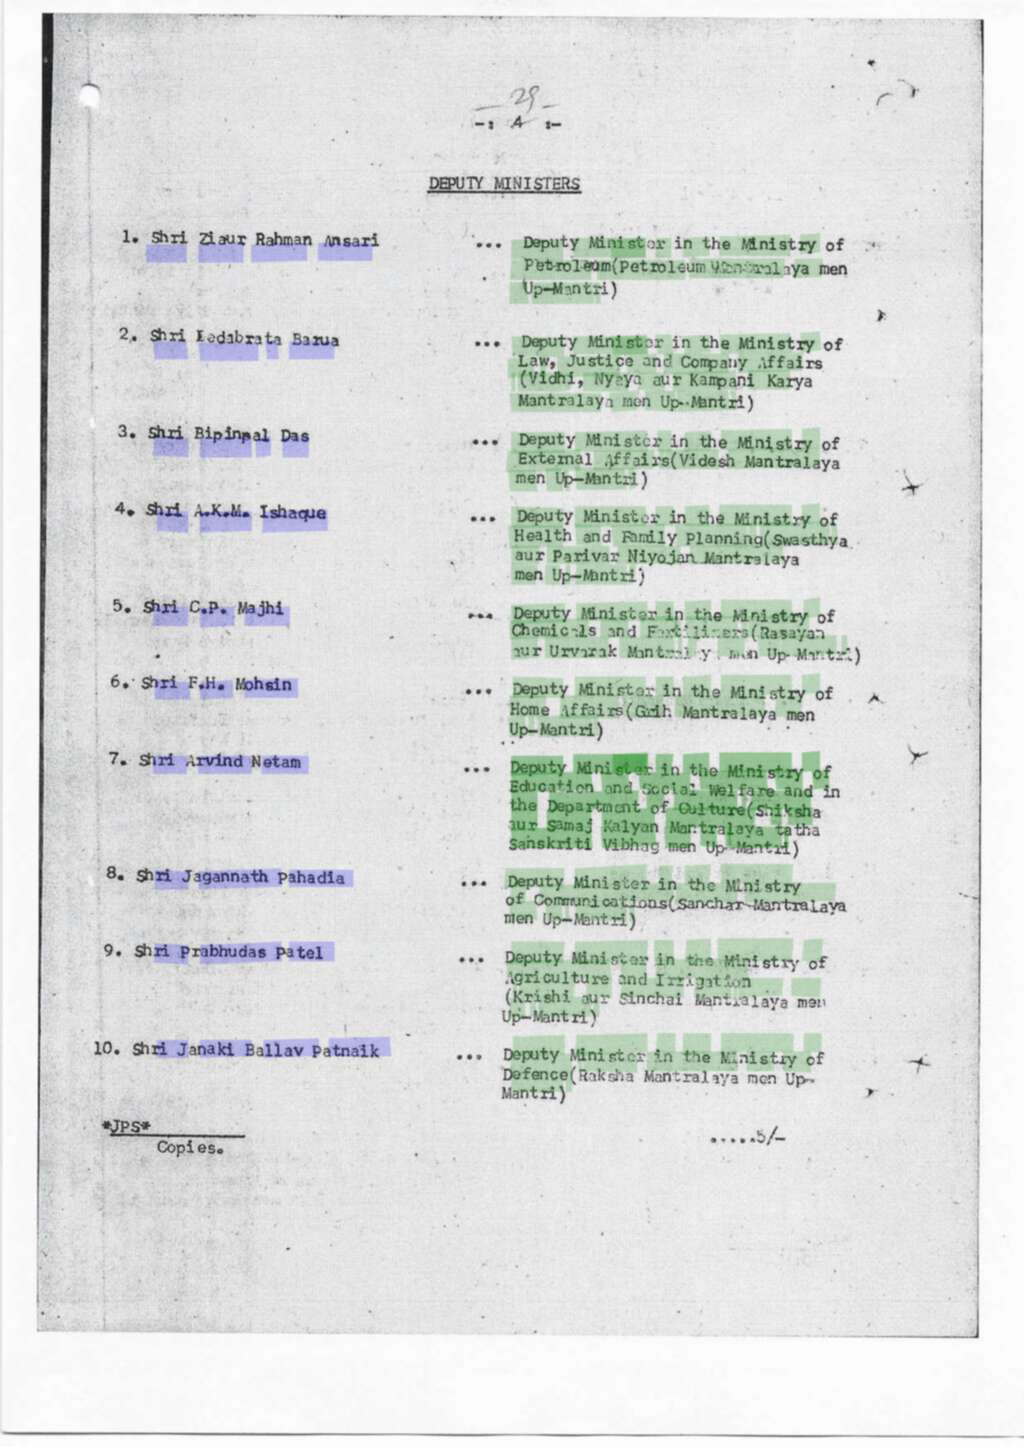 - 29 -
-: 4 :-
DEPUTY MINISTERS
1. Shri Ziaur Rahman Ansari ... Deputy Minister in the Ministry of
Petroleum(Petroleum Mantralaya men
Up-Mantri)
2. Shri Bedabrata Barua ... Deputy Minister in the Ministry of
Law, Justice and Company Affairs
(Vidhi, Nyaya aur Kampani Karya
Mantralaya men Up-Mantri)
3. Shri Bipinpal Das ... Deputy Minister in the Ministry of
External Affairs(Videsh Mantralaya
men Up-Mantri)
4. Shri A.K.M. Ishaque ... Deputy Minister in the Ministry of
Health and Family Planning(Swasthya
aur Parivar Niyojan Mantralaya
men Up-Mantri)
5. Shri C.P. Majhi ... Deputy Minister in the Ministry of
Chemicals and Fertilizers(Rasayan
aur Urvarak Mantralaya men Up-Mantri)
6. Shri F.H. Mohsin ... Deputy Minister in the Ministry of
Home Affairs(Grih Mantralaya men
Up-Mantri)
7. Shri Arvind Netam ... Deputy Minister in the Ministry of
Education and Social Welfare and in
the Department of Culture(Shiksha
aur Samaj Kalyan Mantralaya tatha
Sanskriti Vibhag men Up-Mantri)
8. Shri Jagannath Pahadia ... Deputy Minister in the Ministry
of Communications(Sanchar-Mantralaya
men Up-Mantri)
9. Shri Prabhudas Patel ... Deputy Minister in the Ministry of
Agriculture and Irrigation
(Krishi aur Sinchai Mantralaya men
Up-Mantri)
10. Shri Janaki Ballav Patnaik ... Deputy Minister in the Ministry of
Defence(Raksha Mantralaya men Up-
Mantri)
*JPS*
Copies.
.....5/-